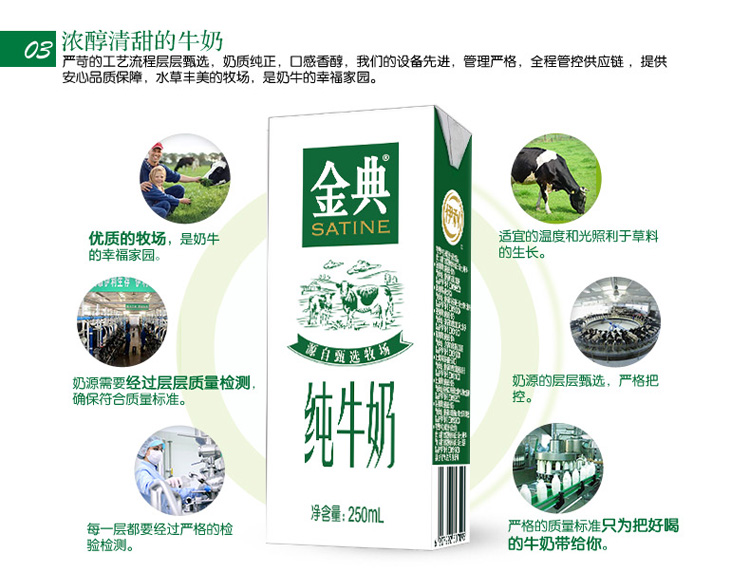 03 浓醇清甜的牛奶
严苛的工艺流程层层甄选，奶质纯正，口感香醇，我们的设备先进，管理严格，全程管控供应链，提供
安心品质保障，水草丰美的牧场，是奶牛的幸福家园。
优质的牧场，是奶牛
的幸福家园。
奶源需要经过层层质量检测，
确保符合质量标准。
每一层都要经过严格的检
验检测。
金典®
SATINE
源自甄选牧场
纯牛奶
净含量：250mL
伊利
适宜的温度和光照利于草料
的生长。
奶源的层层甄选，严格把
控。
严格的质量标准只为把好喝
的牛奶带给你。